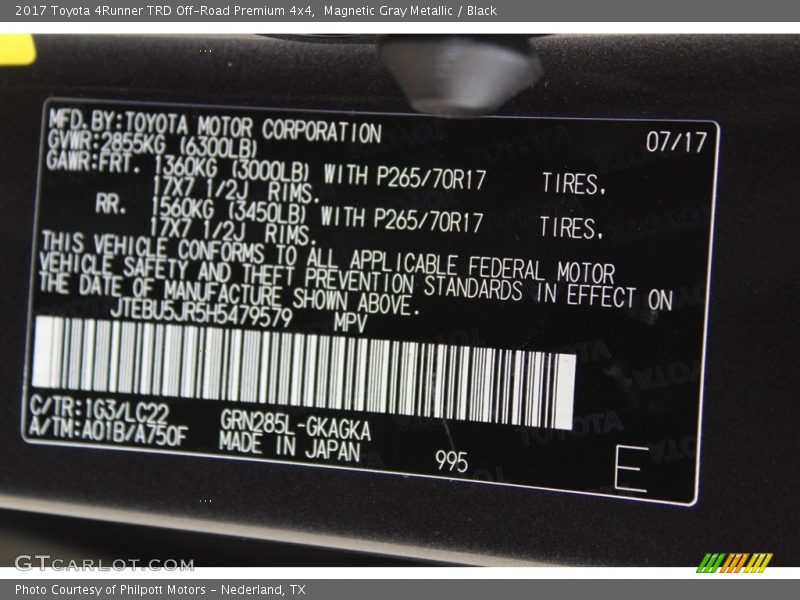 2017 Toyota 4Runner TRD Off-Road Premium 4x4,  Magnetic Gray Metallic / Black
MFD. BY:TOYOTA MOTOR CORPORATION 07/17
GVWR:2855KG (6300LB)
GAWR:FRT. 1360KG (3000LB) WITH P265/70R17 TIRES,
17X7 1/2J RIMS.
RR. 1560KG (3450LB) WITH P265/70R17 TIRES,
17X7 1/2J RIMS.
THIS VEHICLE CONFORMS TO ALL APPLICABLE FEDERAL MOTOR
VEHICLE SAFETY AND THEFT PREVENTION STANDARDS IN EFFECT ON
THE DATE OF MANUFACTURE SHOWN ABOVE.
JTEBU5JR5H5479579 MPV
C/TR:1G3/LC22 GRN285L-GKAGKA
A/TM:A01B/A750F MADE IN JAPAN 995 E
GTCARLOT.COM
Photo Courtesy of Philpott Motors - Nederland, TX